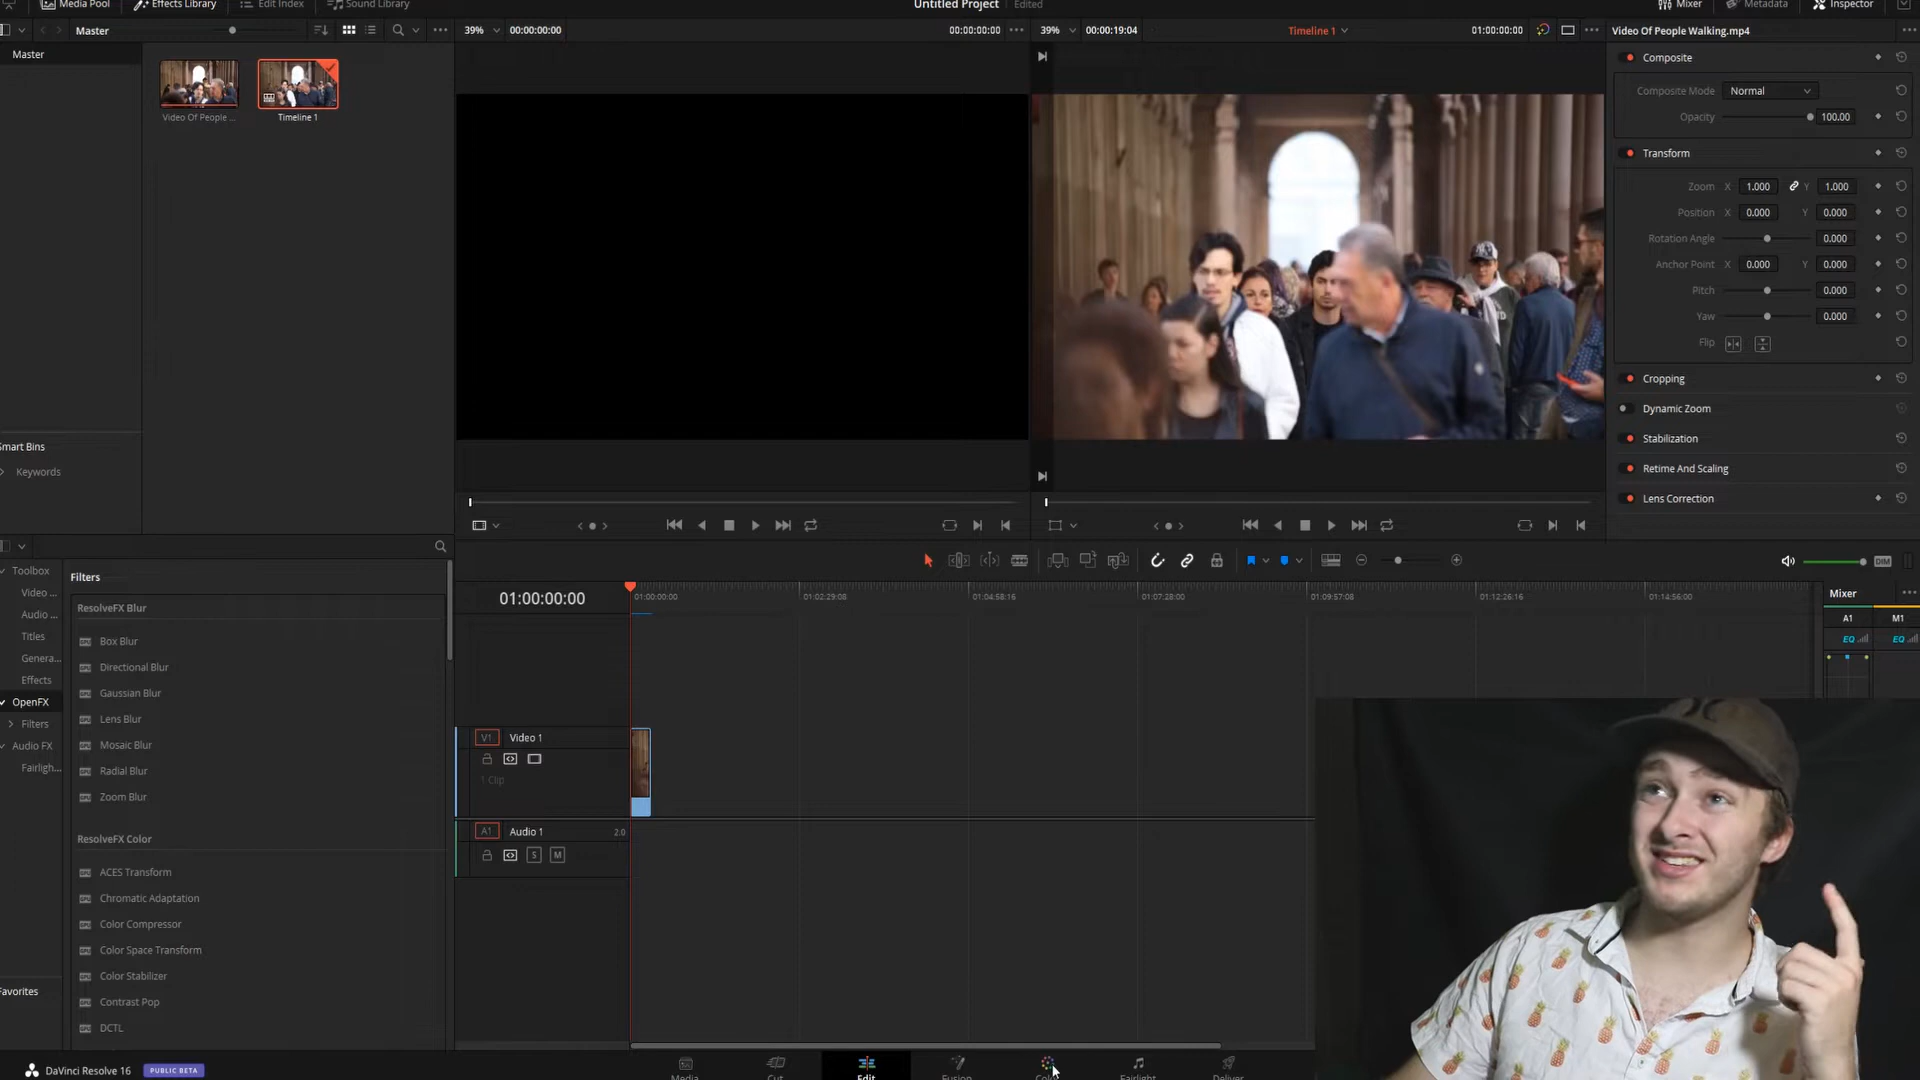 Media Pool Effects Library Edit Index Sound Library Untitled Project Edited Mixer Metadata Inspector
Master 39% 00:00:00:00 00:00:00:00 39% 00:00:19:04 Timeline 1 01:00:00:00 Video Of People Walking.mp4
Master
Video Of People ... Timeline 1
Smart Bins
Keywords
Composite
Composite Mode Normal
Opacity 100.00
Transform
Zoom X 1.000 Y 1.000
Position X 0.000 Y 0.000
Rotation Angle 0.000
Anchor Point X 0.000 Y 0.000
Pitch 0.000
Yaw 0.000
Flip
Cropping
Dynamic Zoom
Stabilization
Retime And Scaling
Lens Correction
Toolbox
Video ...
Audio ...
Titles
Genera...
Effects
OpenFX
Filters
Audio FX
Fairligh...
Favorites
Filters
ResolveFX Blur
Box Blur
Directional Blur
Gaussian Blur
Lens Blur
Mosaic Blur
Radial Blur
Zoom Blur
ResolveFX Color
ACES Transform
Chromatic Adaptation
Color Compressor
Color Space Transform
Color Stabilizer
Contrast Pop
DCTL
DIM
01:00:00:00 01:00:00:00 01:02:29:08 01:04:58:16 01:07:28:00 01:09:57:08 01:12:26:16 01:14:56:00
V1 Video 1
1 Clip
A1 Audio 1 2.0
S M
Mixer
A1 M1
EQ EQ
DaVinci Resolve 16 PUBLIC BETA
Media Cut Edit Fusion Color Fairlight Deliver